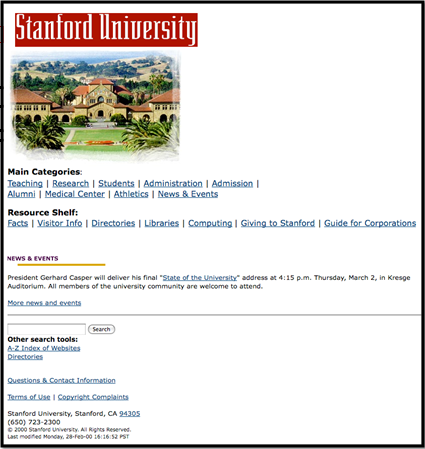 Stanford University
Main Categories:
Teaching | Research | Students | Administration | Admission |
Alumni | Medical Center | Athletics | News & Events
Resource Shelf:
Facts | Visitor Info | Directories | Libraries | Computing | Giving to Stanford | Guide for Corporations
NEWS & EVENTS
President Gerhard Casper will deliver his final "State of the University" address at 4:15 p.m. Thursday, March 2, in Kresge
Auditorium. All members of the university community are welcome to attend.
More news and events
Search
Other search tools:
A-Z Index of Websites
Directories
Questions & Contact Information
Terms of Use | Copyright Complaints
Stanford University, Stanford, CA 94305
(650) 723-2300
© 2000 Stanford University. All Rights Reserved.
Last modified Monday, 28-Feb-00 18:16:52 PST